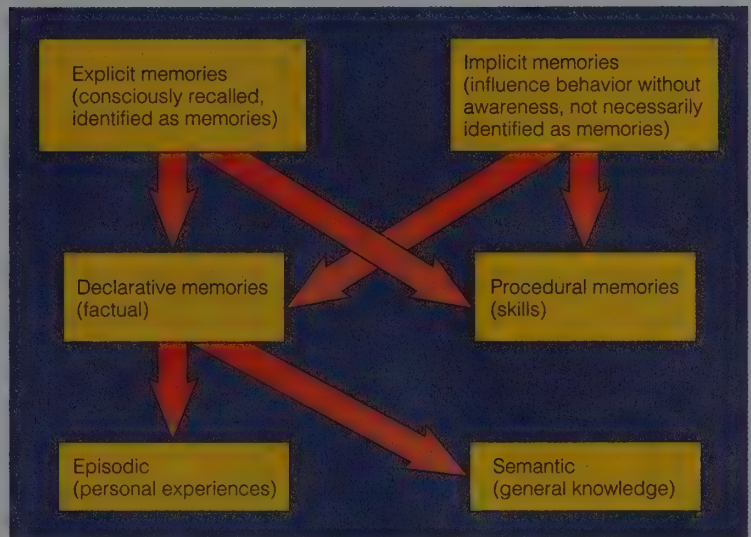 Explicit memories
(consciously recalled,
identified as memories)
Implicit memories
(influence behavior without
awareness, not necessarily
identified as memories)
Declarative memories
(factual)
Procedural memories
(skills)
Episodic
(personal experiences)
Semantic
(general knowledge)